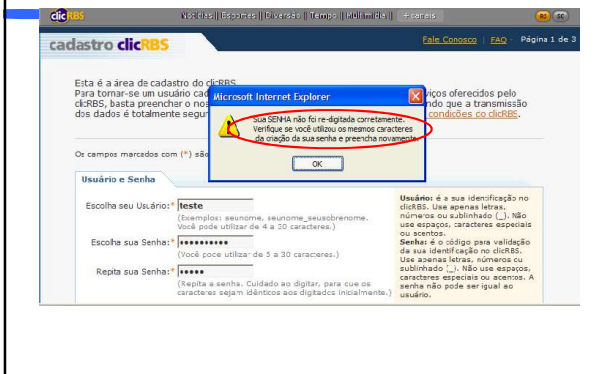 clicRBS Notícias || Esportes || Diversão || Tempo || Multimídia || + canais RS SC
cadastro clicRBS Fale Conosco | FAQ Página 1 de 3
Esta é a área de cadastro do clicRBS
Para tornar-se um usuário cad viços oferecidos pelo
clicRBS, basta preencher o nos ndo que a transmissão
dos dados é totalmente segur condições do clicRBS.
Microsoft Internet Explorer
Sua SENHA não foi re-digitada corretamente.
Verifique se você utilizou os mesmos caracteres
da criação da sua senha e preencha novamente.
OK
Os campos marcados com (*) são
Usuário e Senha
Escolha seu Usuário:* teste
(Exemplos: seunome, seunome_seusobrenome.
Você pode utilizar de 4 a 30 caracteres.)
Escolha sua Senha:* ••••••••••
(Você poce utilizar de 5 a 30 caracteres.)
Repita sua Senha:* •••••
(Repita a senha. Cuidado ao digitar, para que os
caracteres sejam idênticos aos digitados inicialmente.)
Usuário: é a sua identificação no
clicRBS. Use apenas letras,
números ou sublinhado (_). Não
use espaços, caracteres especiais
ou acentos.
Senha: é o código para validação
da sua identificação no clicRBS.
Use apenas letras, números ou
sublinhado (_). Não use espaços,
caracteres especiais ou acentos. A
senha não pode ser igual ao
usuário.